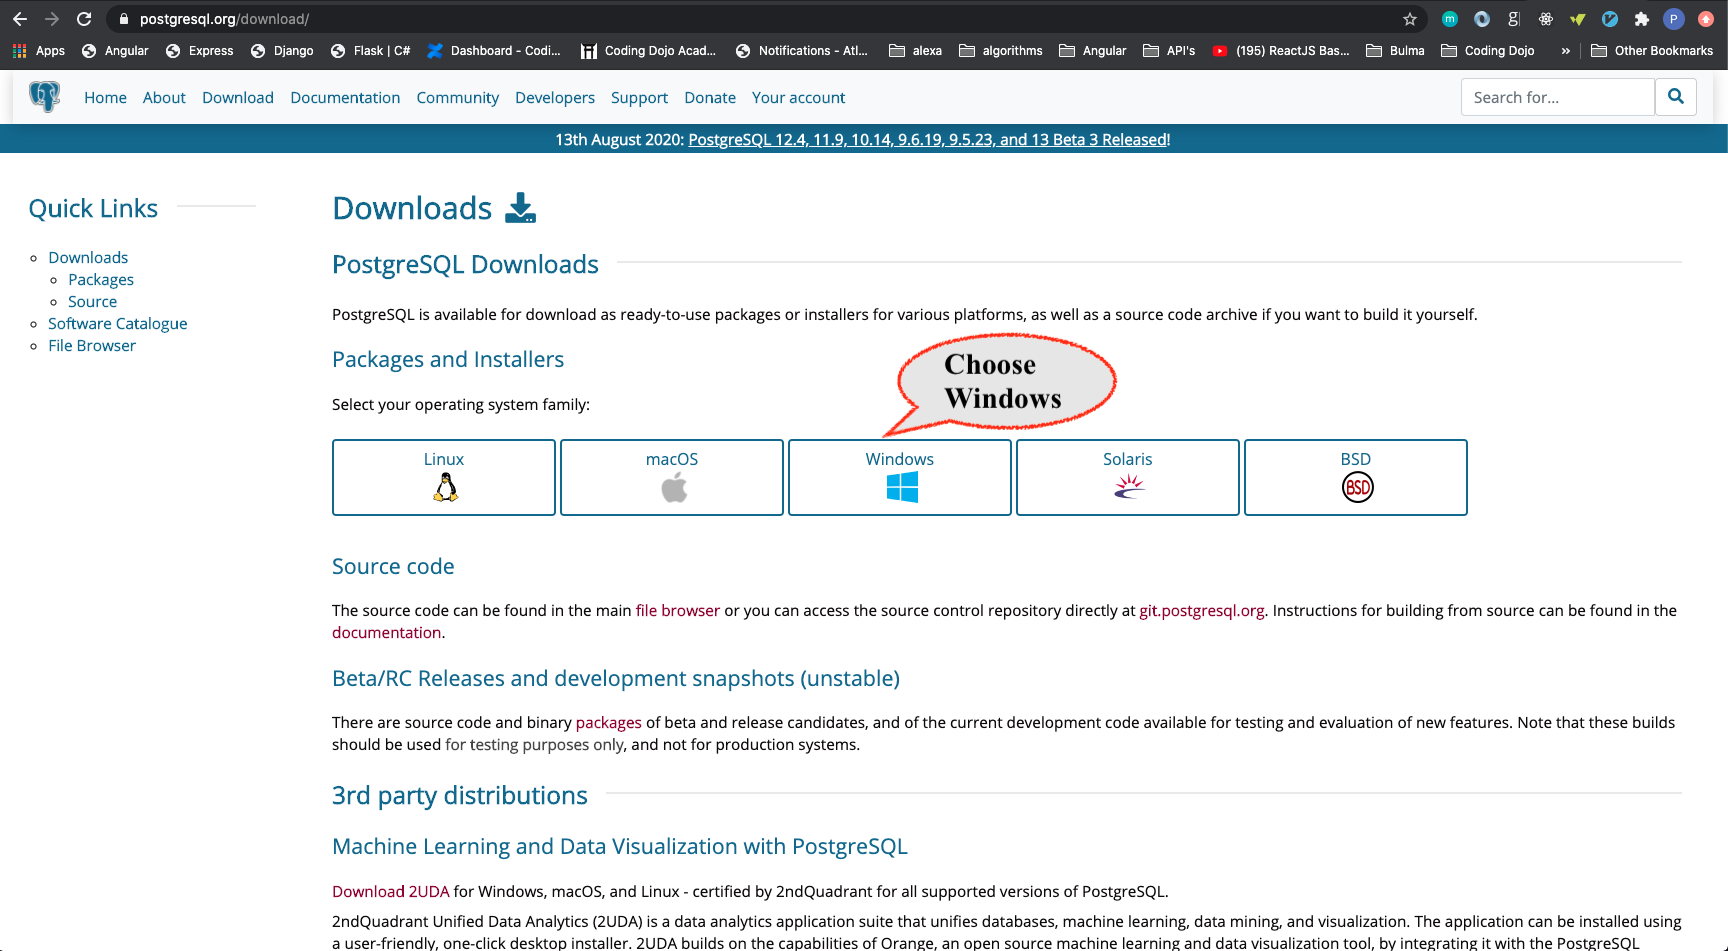 postgresql.org/download/
Apps Angular Express Django Flask | C# Dashboard - Codi... Coding Dojo Acad... Notifications - Atl... alexa algorithms Angular API's (195) ReactJS Bas... Bulma Coding Dojo » Other Bookmarks
Home About Download Documentation Community Developers Support Donate Your account Search for...
13th August 2020: PostgreSQL 12.4, 11.9, 10.14, 9.6.19, 9.5.23, and 13 Beta 3 Released!
Quick Links
Downloads
Packages
Source
Software Catalogue
File Browser
Downloads
PostgreSQL Downloads
PostgreSQL is available for download as ready-to-use packages or installers for various platforms, as well as a source code archive if you want to build it yourself.
Packages and Installers
Choose
Windows
Select your operating system family:
Linux macOS Windows Solaris BSD
BSD
Source code
The source code can be found in the main file browser or you can access the source control repository directly at git.postgresql.org. Instructions for building from source can be found in the
documentation.
Beta/RC Releases and development snapshots (unstable)
There are source code and binary packages of beta and release candidates, and of the current development code available for testing and evaluation of new features. Note that these builds
should be used for testing purposes only, and not for production systems.
3rd party distributions
Machine Learning and Data Visualization with PostgreSQL
Download 2UDA for Windows, macOS, and Linux - certified by 2ndQuadrant for all supported versions of PostgreSQL.
2ndQuadrant Unified Data Analytics (2UDA) is a data analytics application suite that unifies databases, machine learning, data mining, and visualization. The application can be installed using
a user-friendly, one-click desktop installer. 2UDA builds on the capabilities of Orange, an open source machine learning and data visualization tool, by integrating it with the PostgreSQL